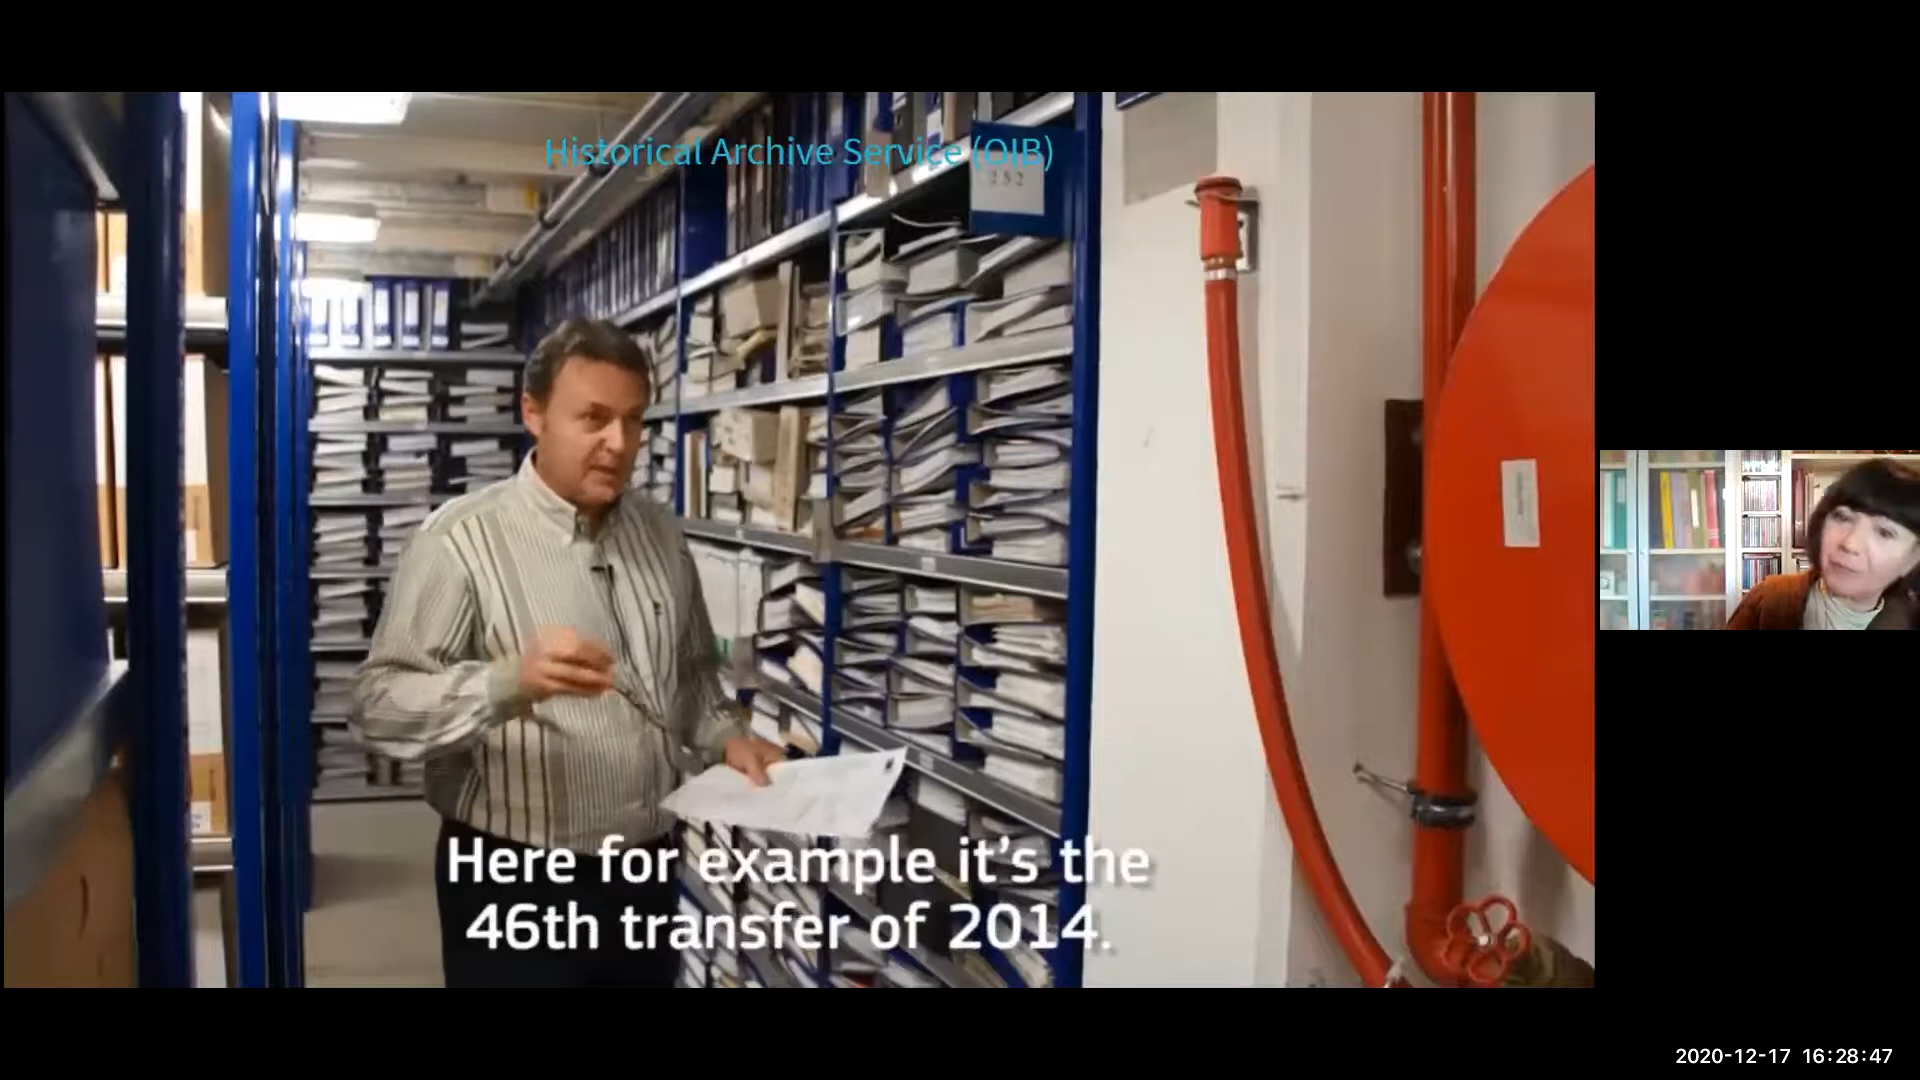 Historical Archive Service (OIB)
252
Here for example it's the
46th transfer of 2014.
2020-12-17 16:28:47